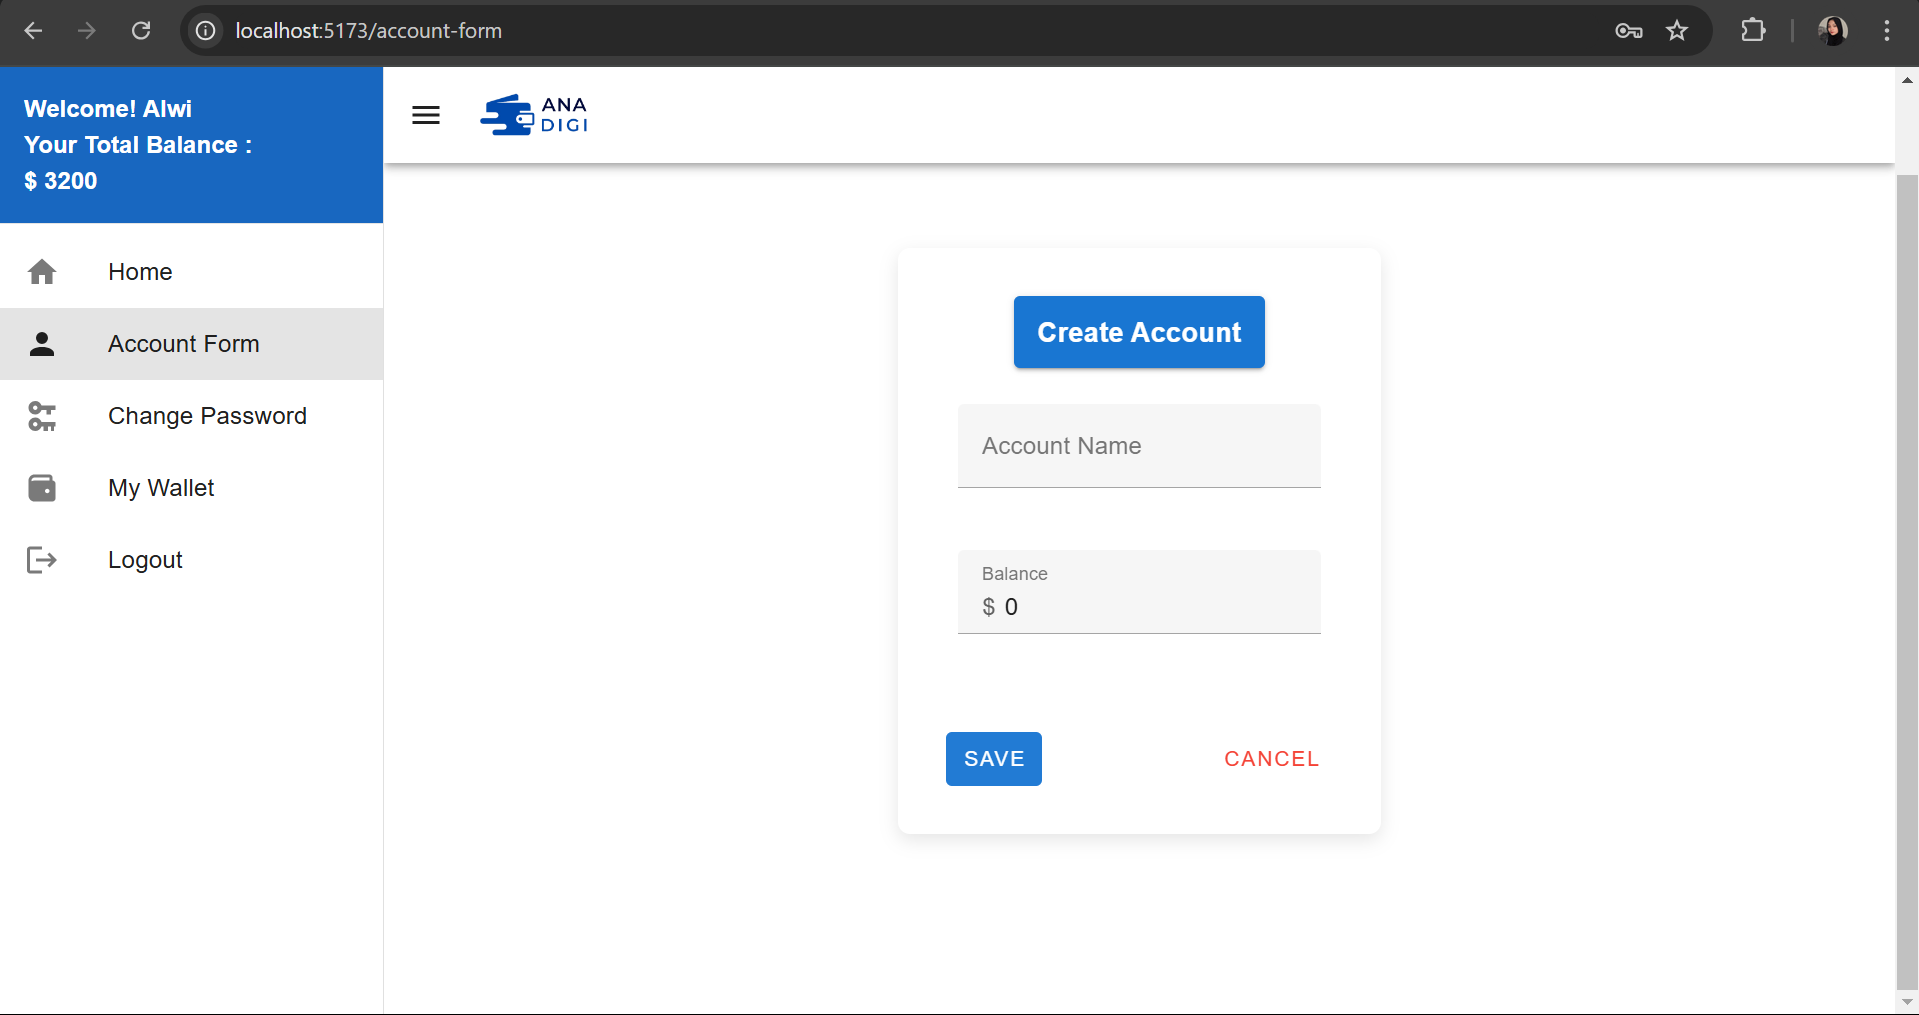 localhost:5173/account-form
Welcome! Alwi
Your Total Balance :
$ 3200
Home
Account Form
Change Password
My Wallet
Logout
ANA
DIGI
Create Account
Account Name
Balance
$ 0
SAVE
CANCEL